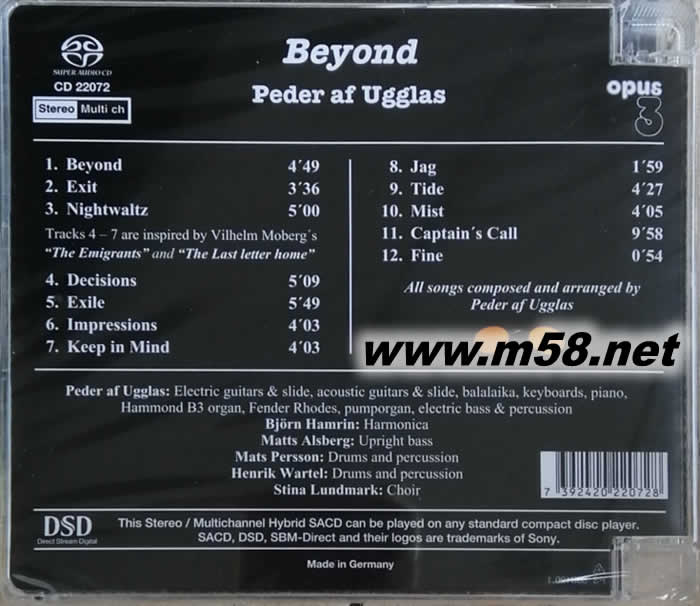 Beyond
Peder af Ugglas
SUPER AUDIO CD
CD 22072
Stereo Multi ch
opus
3
1. Beyond 4´49
2. Exit 3´36
3. Nightwaltz 5´00
Tracks 4 – 7 are inspired by Vilhelm Moberg´s
“The Emigrants” and “The Last letter home”
4. Decisions 5´09
5. Exile 5´49
6. Impressions 4´03
7. Keep in Mind 4´03
8. Jag 1´59
9. Tide 4´27
10. Mist 4´05
11. Captain´s Call 9´58
12. Fine 0´54
All songs composed and arranged by
Peder af Ugglas
www.m58.net
Peder af Ugglas: Electric guitars & slide, acoustic guitars & slide, balalaika, keyboards, piano,
Hammond B3 organ, Fender Rhodes, pumporgan, electric bass & percussion
Björn Hamrin: Harmonica
Matts Alsberg: Upright bass
Mats Persson: Drums and percussion
Henrik Wartel: Drums and percussion
Stina Lundmark: Choir
7 392420 220728
DSD
Direct Stream Digital
This Stereo / Multichannel Hybrid SACD can be played on any standard compact disc player.
SACD, DSD, SBM-Direct and their logos are trademarks of Sony.
Made in Germany